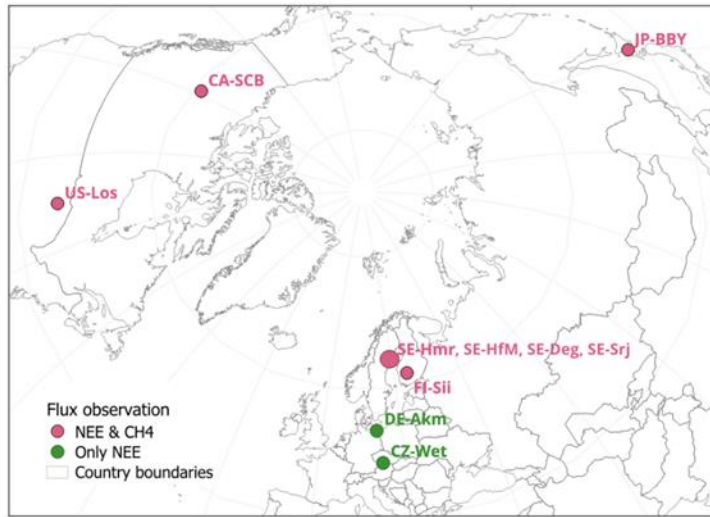 JP-BBY
CA-SCB
US-Los
SE-Hmr, SE-HfM, SE-Deg, SE-Srj
FI-Sii
DE-Akm
CZ-Wet
Flux observation
NEE & CH4
Only NEE
Country boundaries